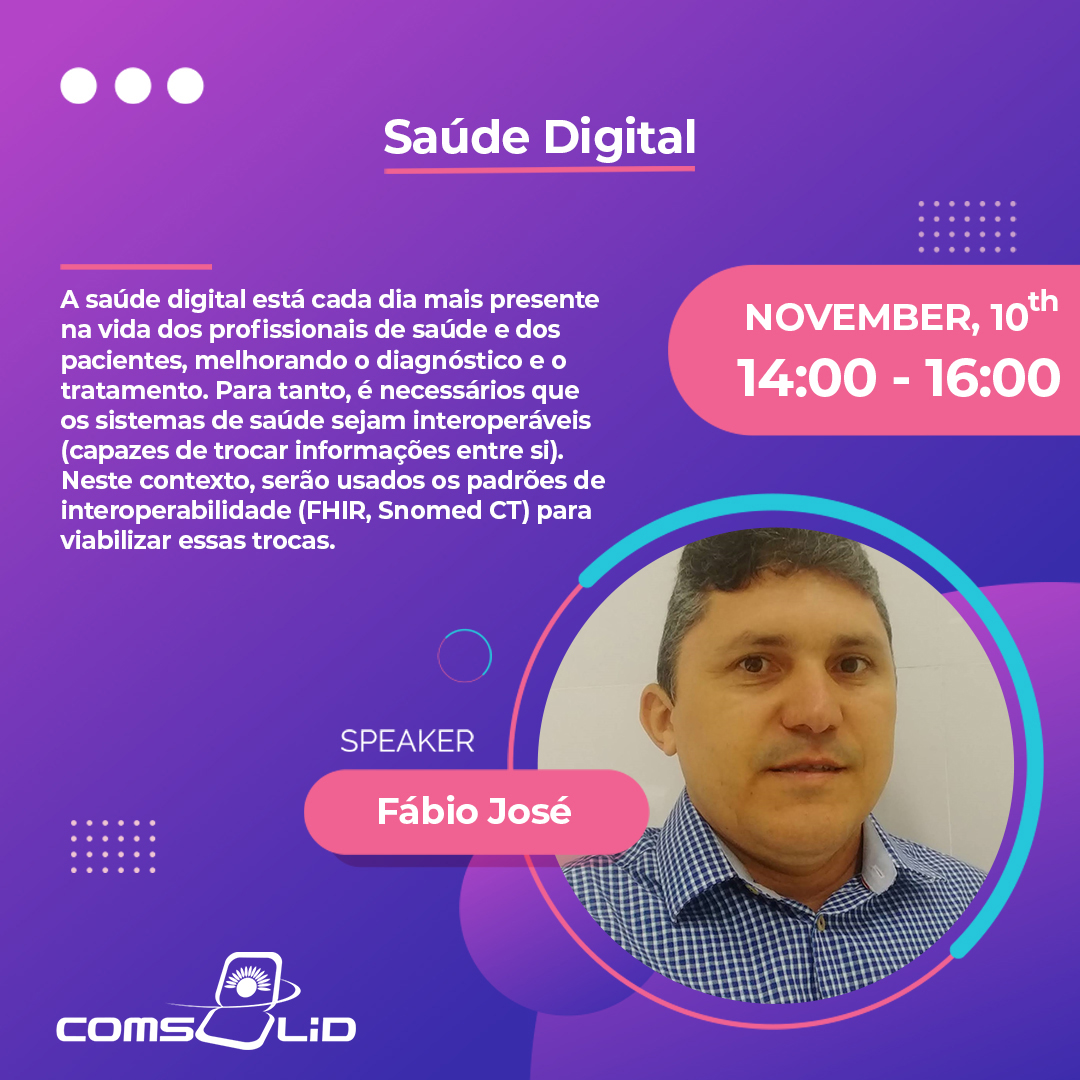 Saúde Digital
A saúde digital está cada dia mais presente
na vida dos profissionais de saúde e dos
pacientes, melhorando o diagnóstico e o
tratamento. Para tanto, é necessários que
os sistemas de saúde sejam interoperáveis
(capazes de trocar informações entre si).
Neste contexto, serão usados os padrões de
interoperabilidade (FHIR, Snomed CT) para
viabilizar essas trocas.
NOVEMBER, 10th
14:00 - 16:00
SPEAKER
Fábio José
COMSOLiD